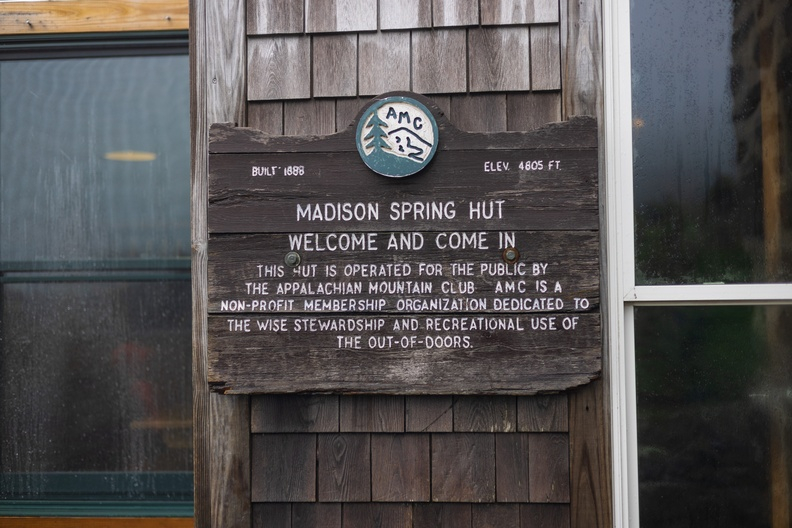 AMC
BUILT 1888
ELEV. 4805 FT.
MADISON SPRING HUT
WELCOME AND COME IN
THIS HUT IS OPERATED FOR THE PUBLIC BY
THE APPALACHIAN MOUNTAIN CLUB AMC IS A
NON-PROFIT MEMBERSHIP ORGANIZATION DEDICATED TO
THE WISE STEWARDSHIP AND RECREATIONAL USE OF
THE OUT-OF-DOORS.